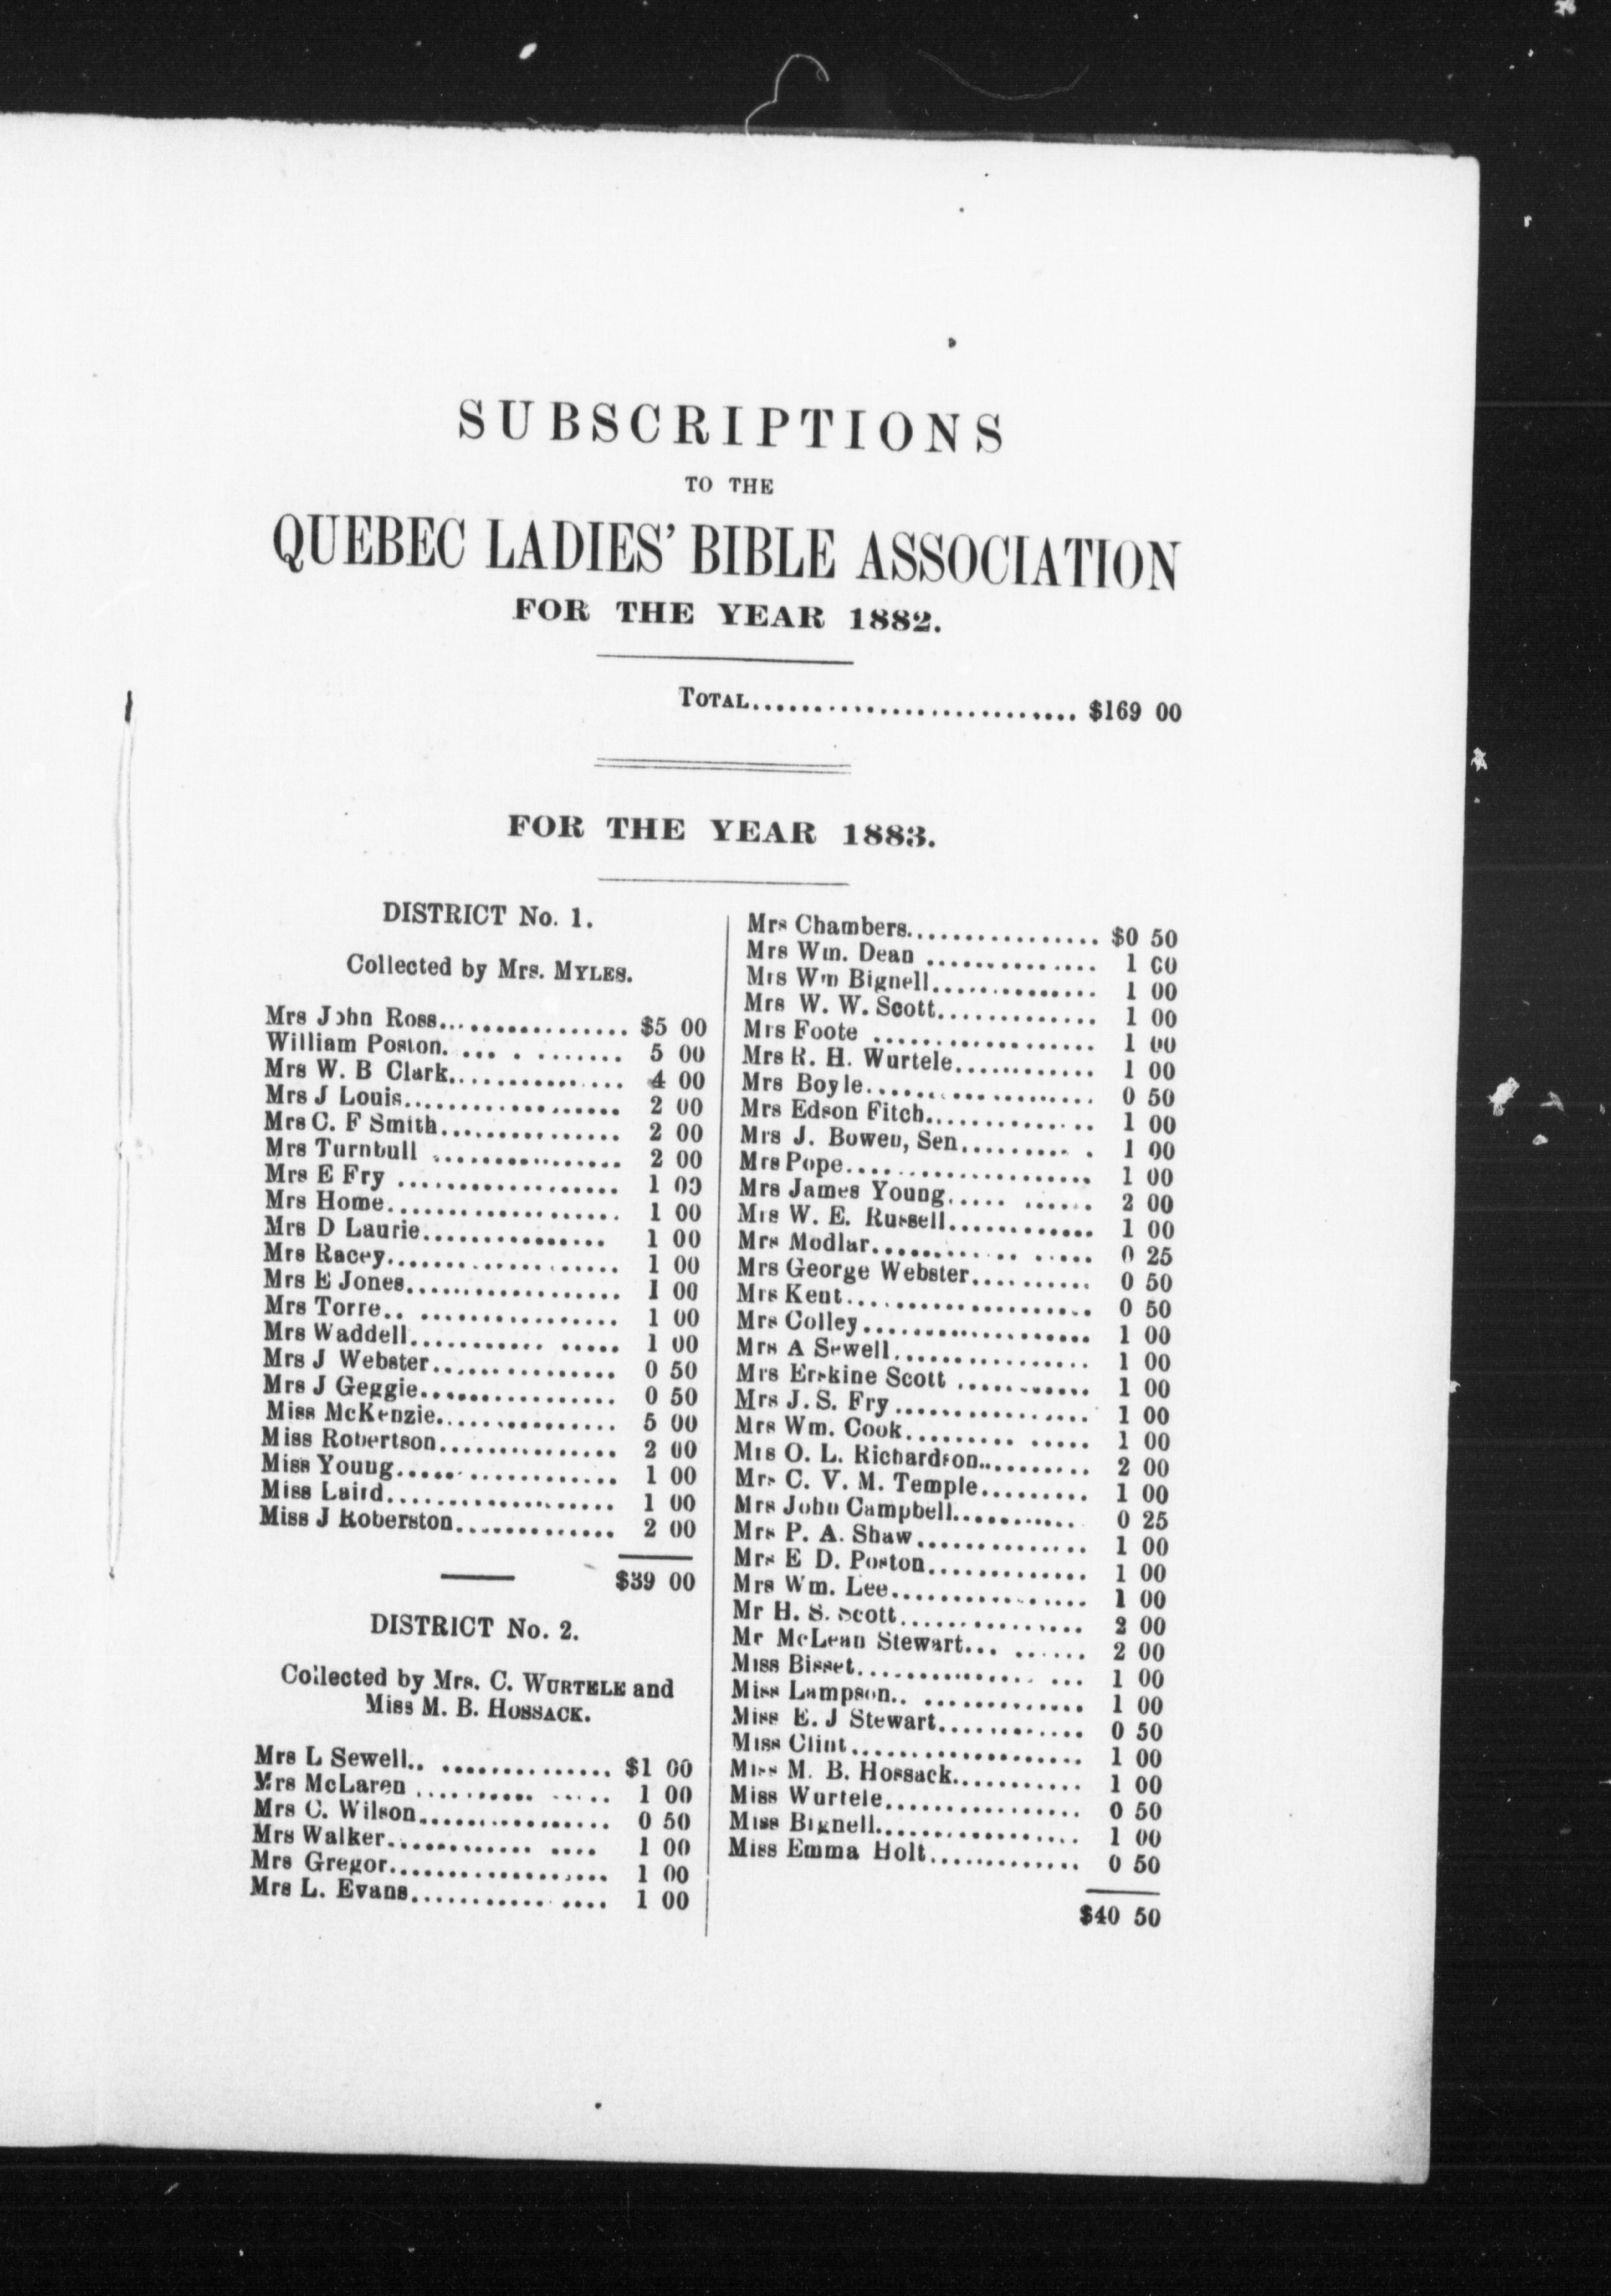 SUBSCRIPTIONS
TO THE
QUEBEC LADIES' BIBLE ASSOCIATION
FOR THE YEAR 1882.
TOTAL........................... $169 00
FOR THE YEAR 1883.
DISTRICT No. 1.
Collected by Mrs. MYLES.
Mrs John Ross................ $5 00
William Poston............. 5 00
Mrs W. B Clark............... 4 00
Mrs J Louis.................. 2 00
Mrs C. F Smith............... 2 00
Mrs Turnbull ................ 2 00
Mrs E Fry ................... 1 00
Mrs Home.................... 1 00
Mrs D Laurie................ 1 00
Mrs Racey.................... 1 00
Mrs E Jones.................. 1 00
Mrs Torre.. ................. 1 00
Mrs Waddell........... ..... 1 00
Mrs J Webster................ 0 50
Mrs J Geggie................. 0 50
Miss McKenzie............... 5 00
Miss Robertson............... 2 00
Miss Young................... 1 00
Miss Laird................... 1 00
Miss J Roberston............. 2 00
$39 00
DISTRICT No. 2.
Collected by Mrs. C. WURTELE and
Miss M. B. HOSSACK.
Mrs L Sewell.. .............. $1 00
Mrs McLaren .......... ..... 1 00
Mrs C. Wilson................ 0 50
Mrs Walker............ .... 1 00
Mrs Gregor................... 1 00
Mrs L. Evans............ .... 1 00
Mrs Chambers................ $0 50
Mrs Wm. Dean .............. 1 00
Mrs Wm Bignell.............. 1 00
Mrs W. W. Scott............. 1 00
Mrs Foote ................... 1 00
Mrs R. H. Wurtele............ 1 00
Mrs Boyle.................... 0 50
Mrs Edson Fitch.............. 1 00
Mrs J. Bowen, Sen.......... . 1 00
Mrs Pope..................... 1 00
Mrs James Young..... ...... 2 00
Mrs W. E. Russell............ 1 00
Mrs Modlar............. ..... 0 25
Mrs George Webster.......... 0 50
Mrs Kent..................... 0 50
Mrs Colley................... 1 00
Mrs A Sewell................. 1 00
Mrs Erskine Scott ........... 1 00
Mrs J. S. Fry................ 1 00
Mrs Wm. Cook......... ..... 1 00
Mrs O. L. Richardson.......... 2 00
Mrs C. V. M. Temple......... 1 00
Mrs John Campbell........... 0 25
Mrs P. A. Shaw.............. 1 00
Mrs E D. Poston............. 1 00
Mrs Wm. Lee................ 1 00
Mr H. S. Scott............... 2 00
Mr McLean Stewart... ...... 2 00
Miss Bisset............... ... 1 00
Miss Lampson.. ............. 1 00
Miss E. J Stewart............ 0 50
Miss Clint................... 1 00
Miss M. B. Hossack........... 1 00
Miss Wurtele................ 0 50
Miss Bignell................. 1 00
Miss Emma Holt............. 0 50
$40 50